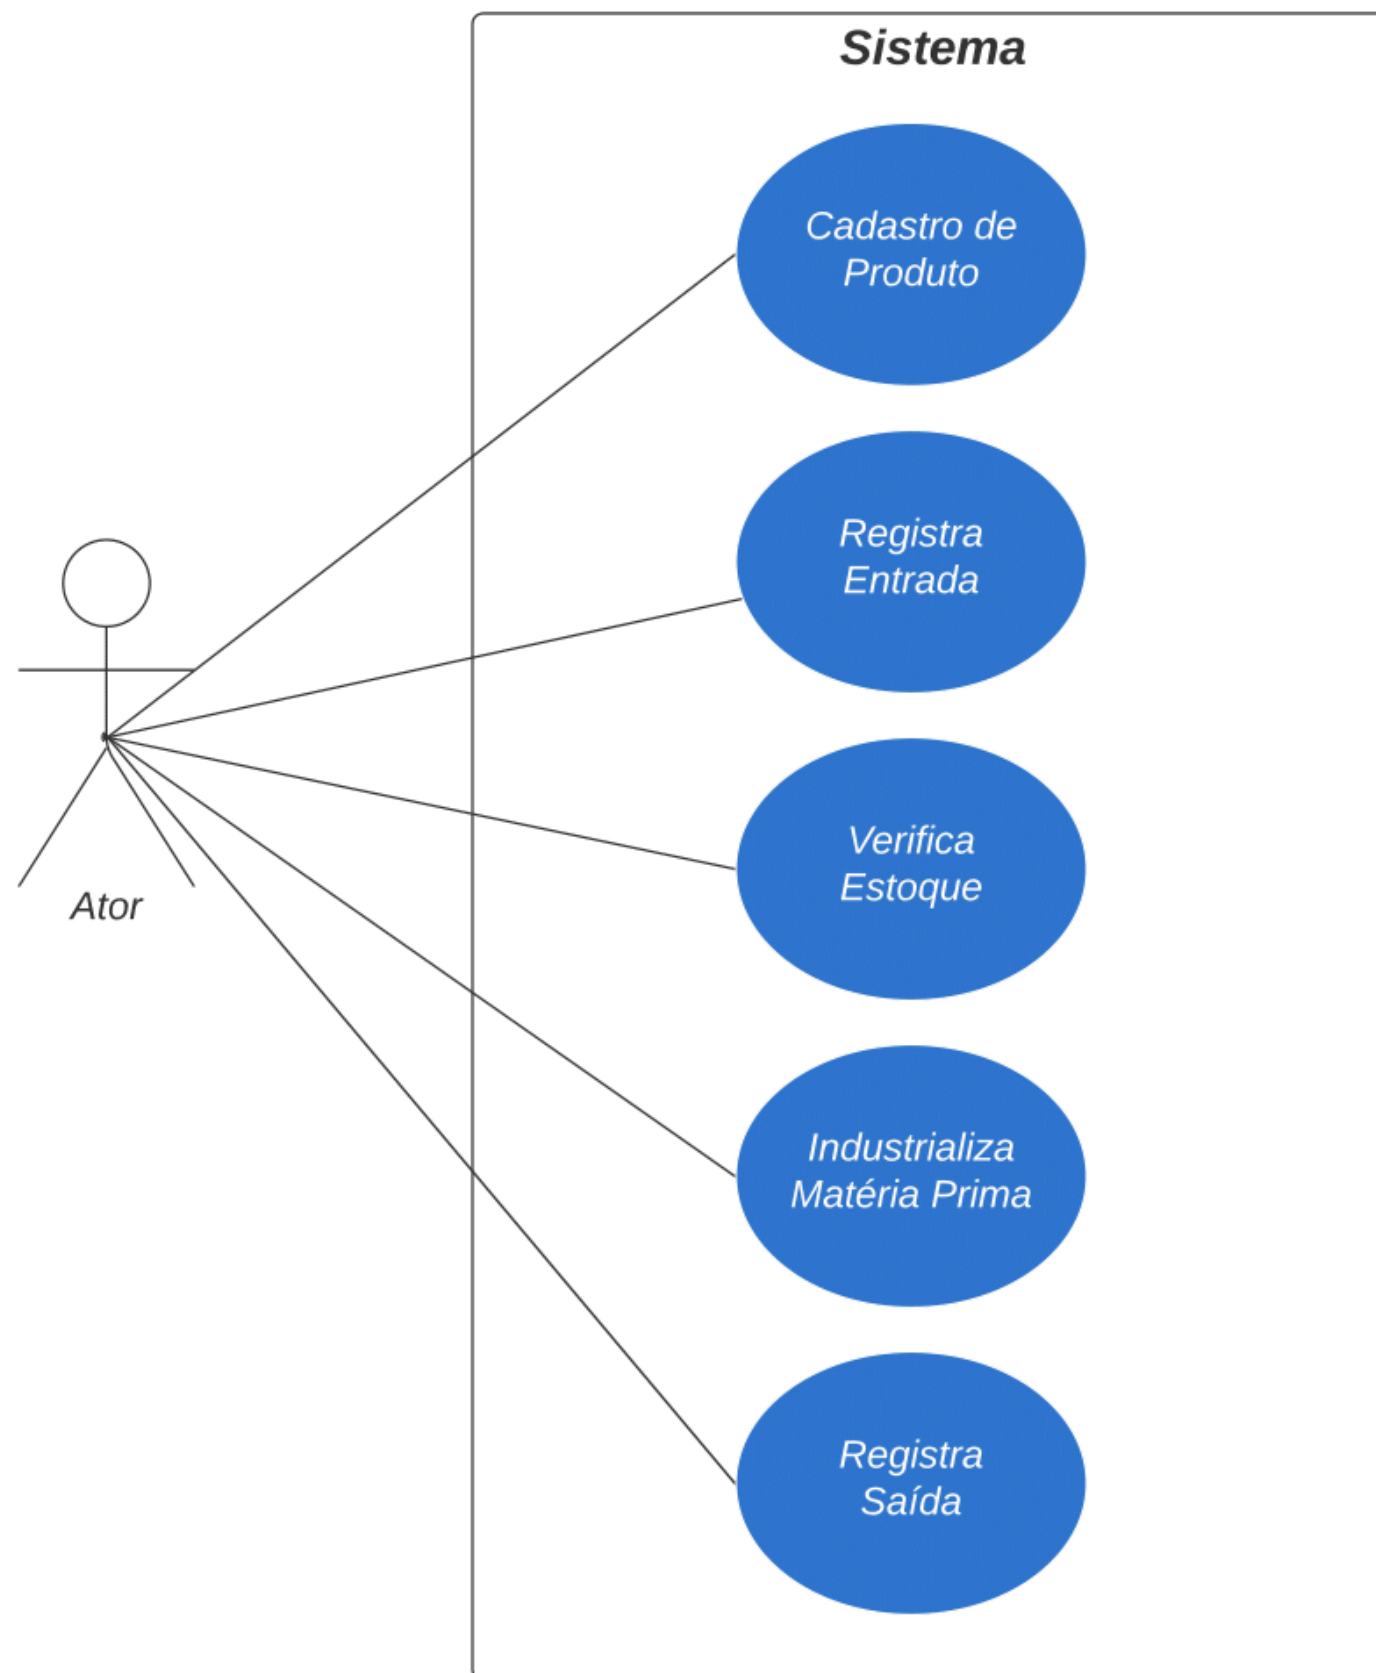 Sistema
Cadastro de
Produto
Registra
Entrada
Verifica
Estoque
Ator
Industrializa
Matéria Prima
Registra
Saída